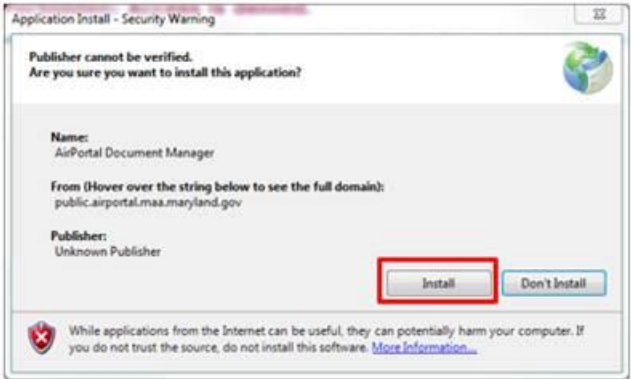 Application Install - Security Warning
Publisher cannot be verified.
Are you sure you want to install this application?
Name:
AirPortal Document Manager
From (Hover over the string below to see the full domain):
public.airportal.maa.maryland.gov
Publisher:
Unknown Publisher
Install
Don't Install
While applications from the Internet can be useful, they can potentially harm your computer. If
you do not trust the source, do not install this software. More Information...